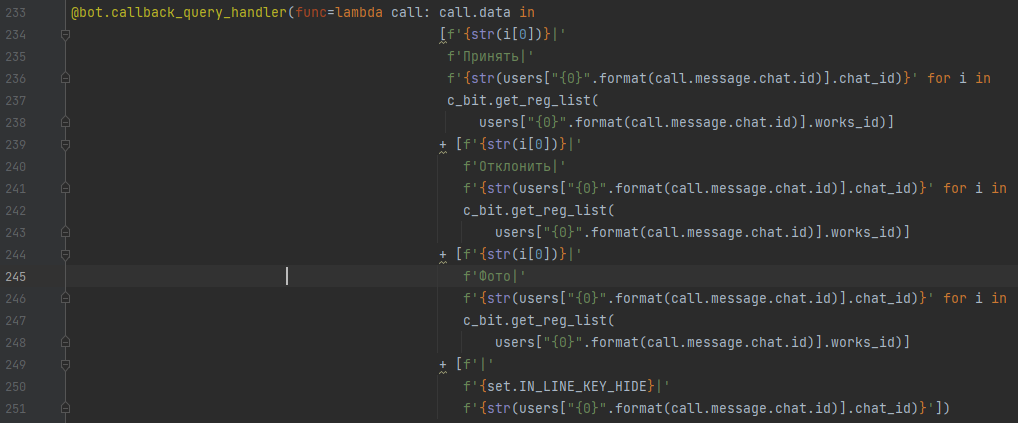 233 @bot.callback_query_handler(func=lambda call: call.data in
234 [f'{str(i[0])}|'
235 f'Принять|'
236 f'{str(users["{0}".format(call.message.chat.id)].chat_id)}' for i in
237 c_bit.get_reg_list(
238 users["{0}".format(call.message.chat.id)].works_id)]
239 + [f'{str(i[0])}|'
240 f'Отклонить|'
241 f'{str(users["{0}".format(call.message.chat.id)].chat_id)}' for i in
242 c_bit.get_reg_list(
243 users["{0}".format(call.message.chat.id)].works_id)]
244 + [f'{str(i[0])}|'
245 f'Фото|'
246 f'{str(users["{0}".format(call.message.chat.id)].chat_id)}' for i in
247 c_bit.get_reg_list(
248 users["{0}".format(call.message.chat.id)].works_id)]
249 + [f'|'
250 f'{set.IN_LINE_KEY_HIDE}|'
251 f'{str(users["{0}".format(call.message.chat.id)].chat_id)}'])